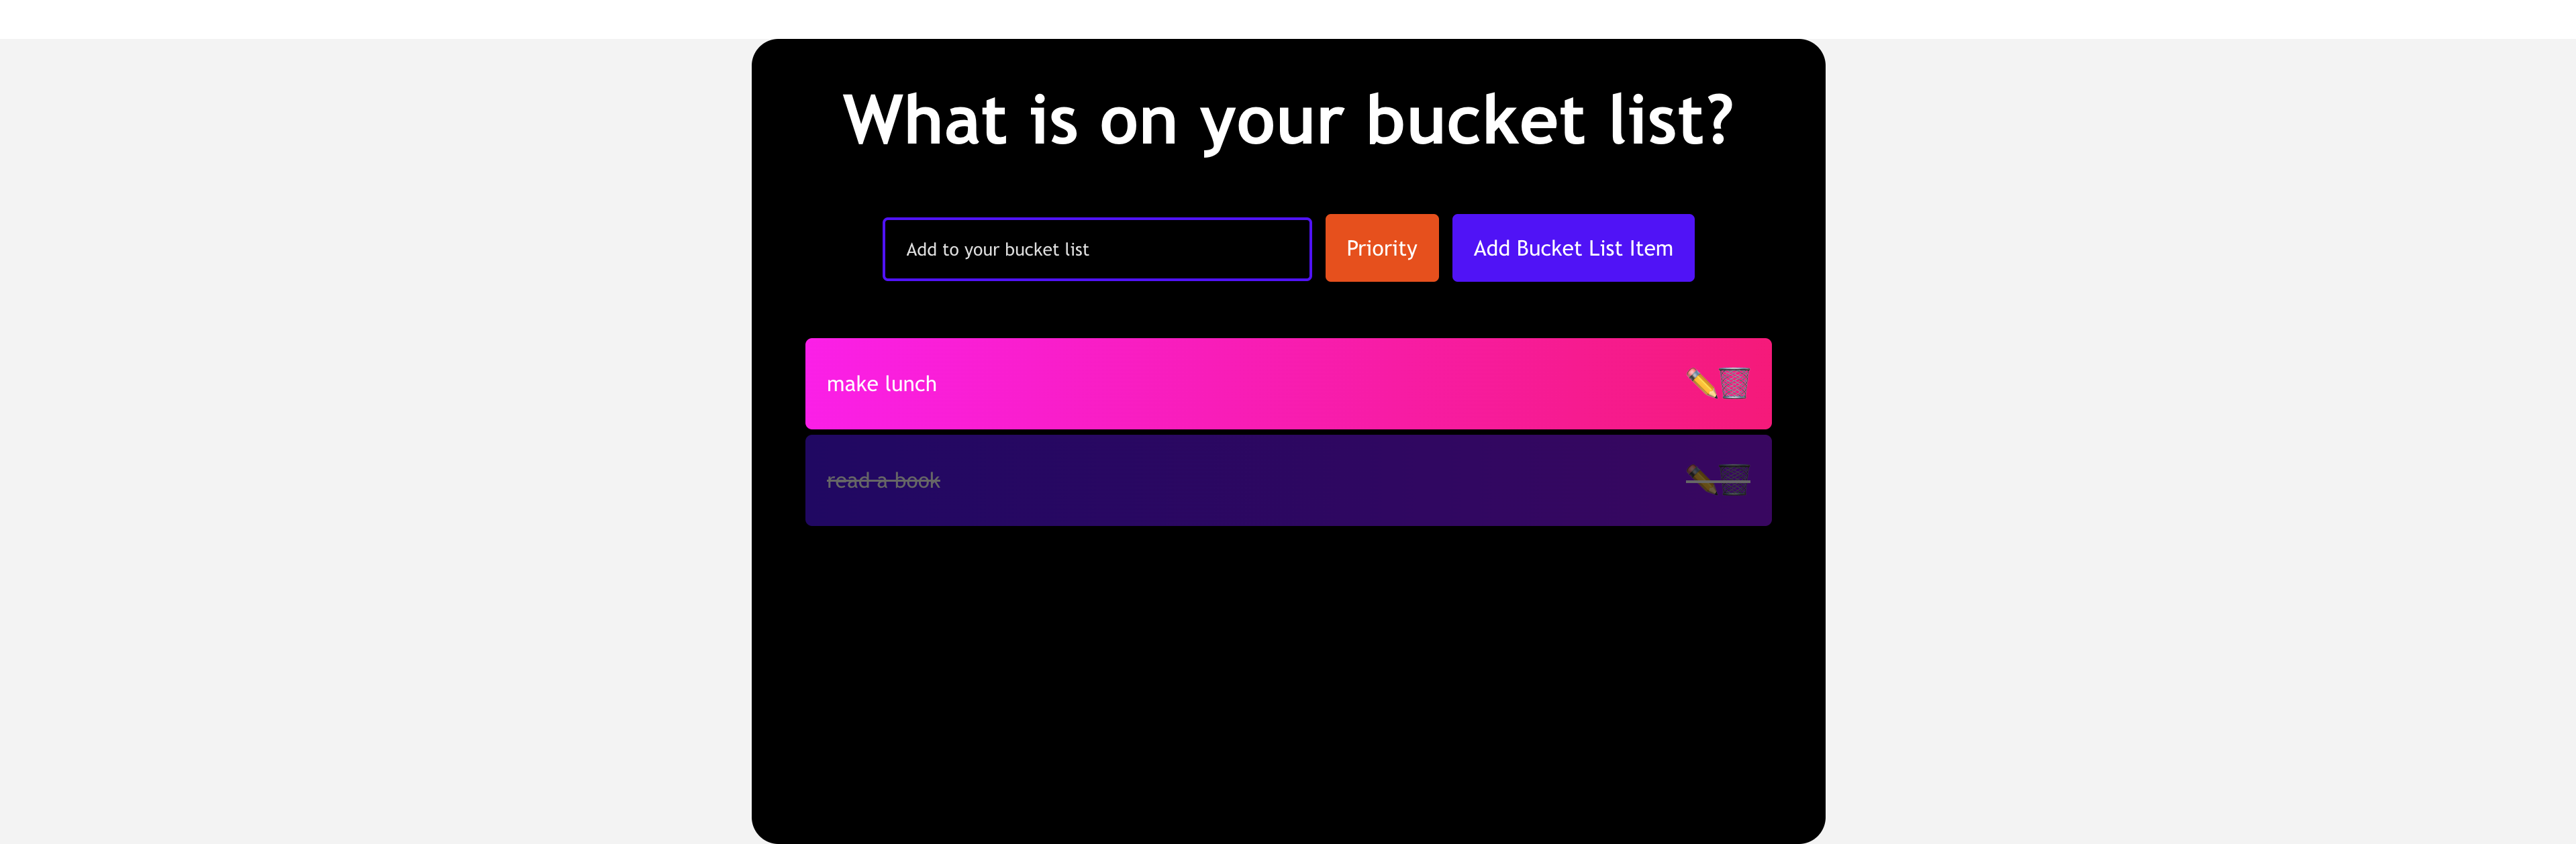 What is on your bucket list?
Add to your bucket list
Priority
Add Bucket List Item
make lunch
read a book